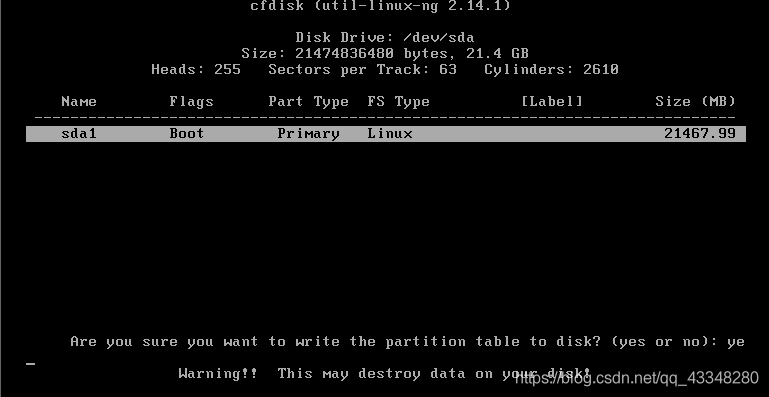 cfdisk (util-linux-ng 2.14.1)
Disk Drive: /dev/sda
Size: 21474836480 bytes, 21.4 GB
Heads: 255 Sectors per Track: 63 Cylinders: 2610
Name Flags Part Type FS Type [Label] Size (MB)
sda1 Boot Primary Linux 21467.99
Are you sure you want to write the partition table to disk? (yes or no): ye
Warning!! This may destroy data on your disk!
https://blog.csdn.net/qq_43348280